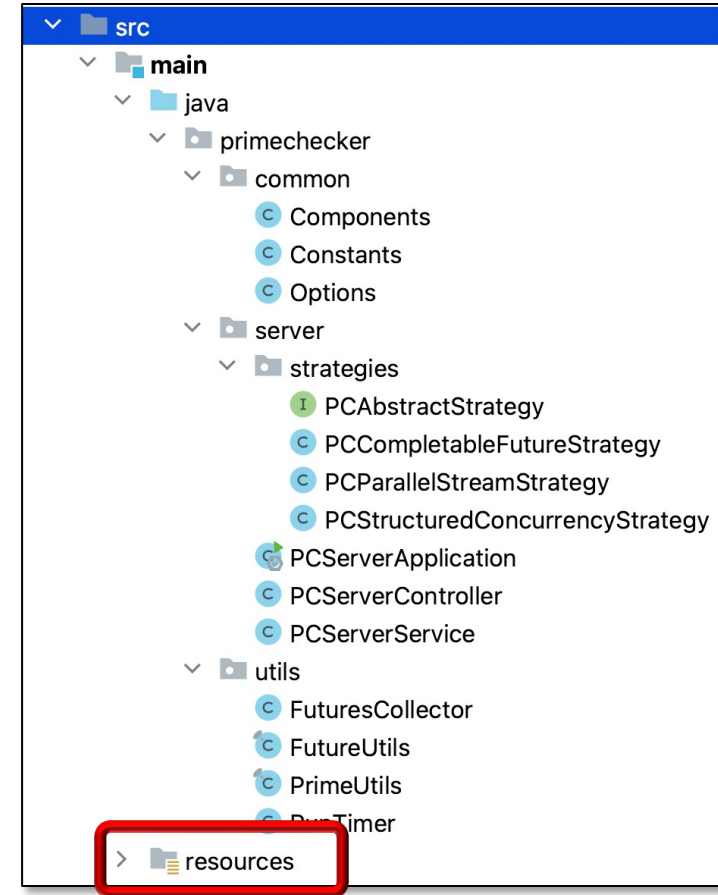 src
main
java
primechecker
common
C Components
C Constants
C Options
server
strategies
I PCAbstractStrategy
C PCCompletableFutureStrategy
C PCParallelStreamStrategy
C PCStructuredConcurrencyStrategy
C PCServerApplication
C PCServerController
C PCServerService
utils
C FuturesCollector
C FutureUtils
C PrimeUtils
C RunTimer
resources